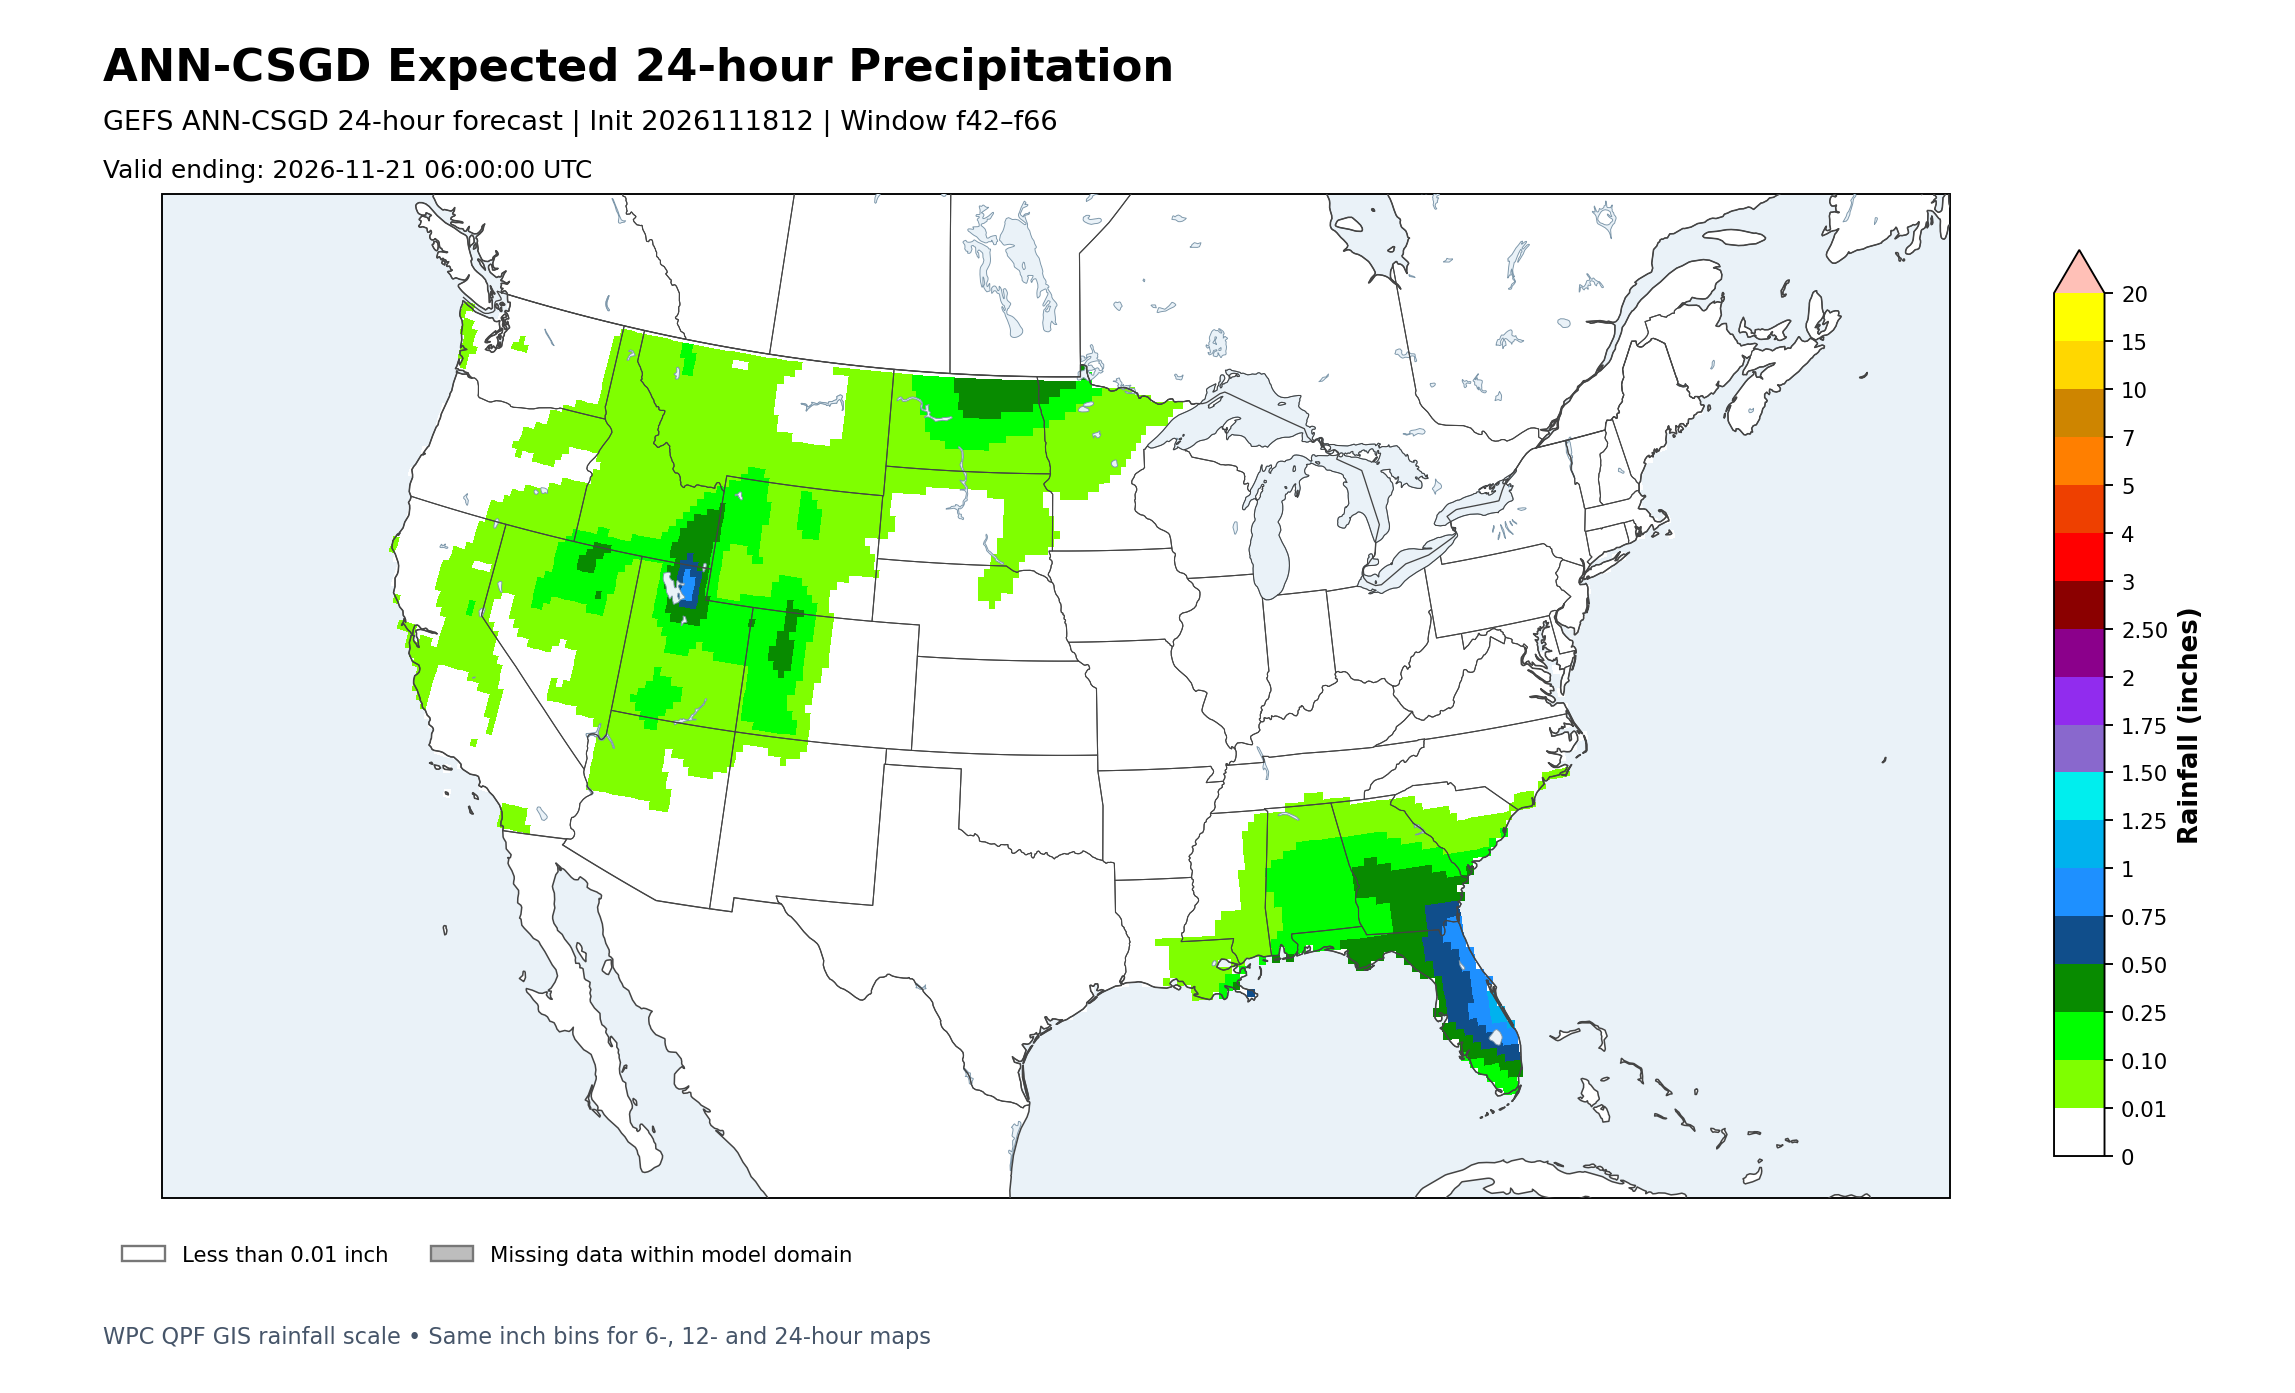 ANN-CSGD Expected 24-hour Precipitation
GEFS ANN-CSGD 24-hour forecast | Init 2026111812 | Window f42–f66
Valid ending: 2026-11-21 06:00:00 UTC
20
15
10
7
5
4
3
2.50
2
1.75
1.50
1.25
1
0.75
0.50
0.25
0.10
0.01
0
Rainfall (inches)
Less than 0.01 inch
Missing data within model domain
WPC QPF GIS rainfall scale • Same inch bins for 6-, 12- and 24-hour maps